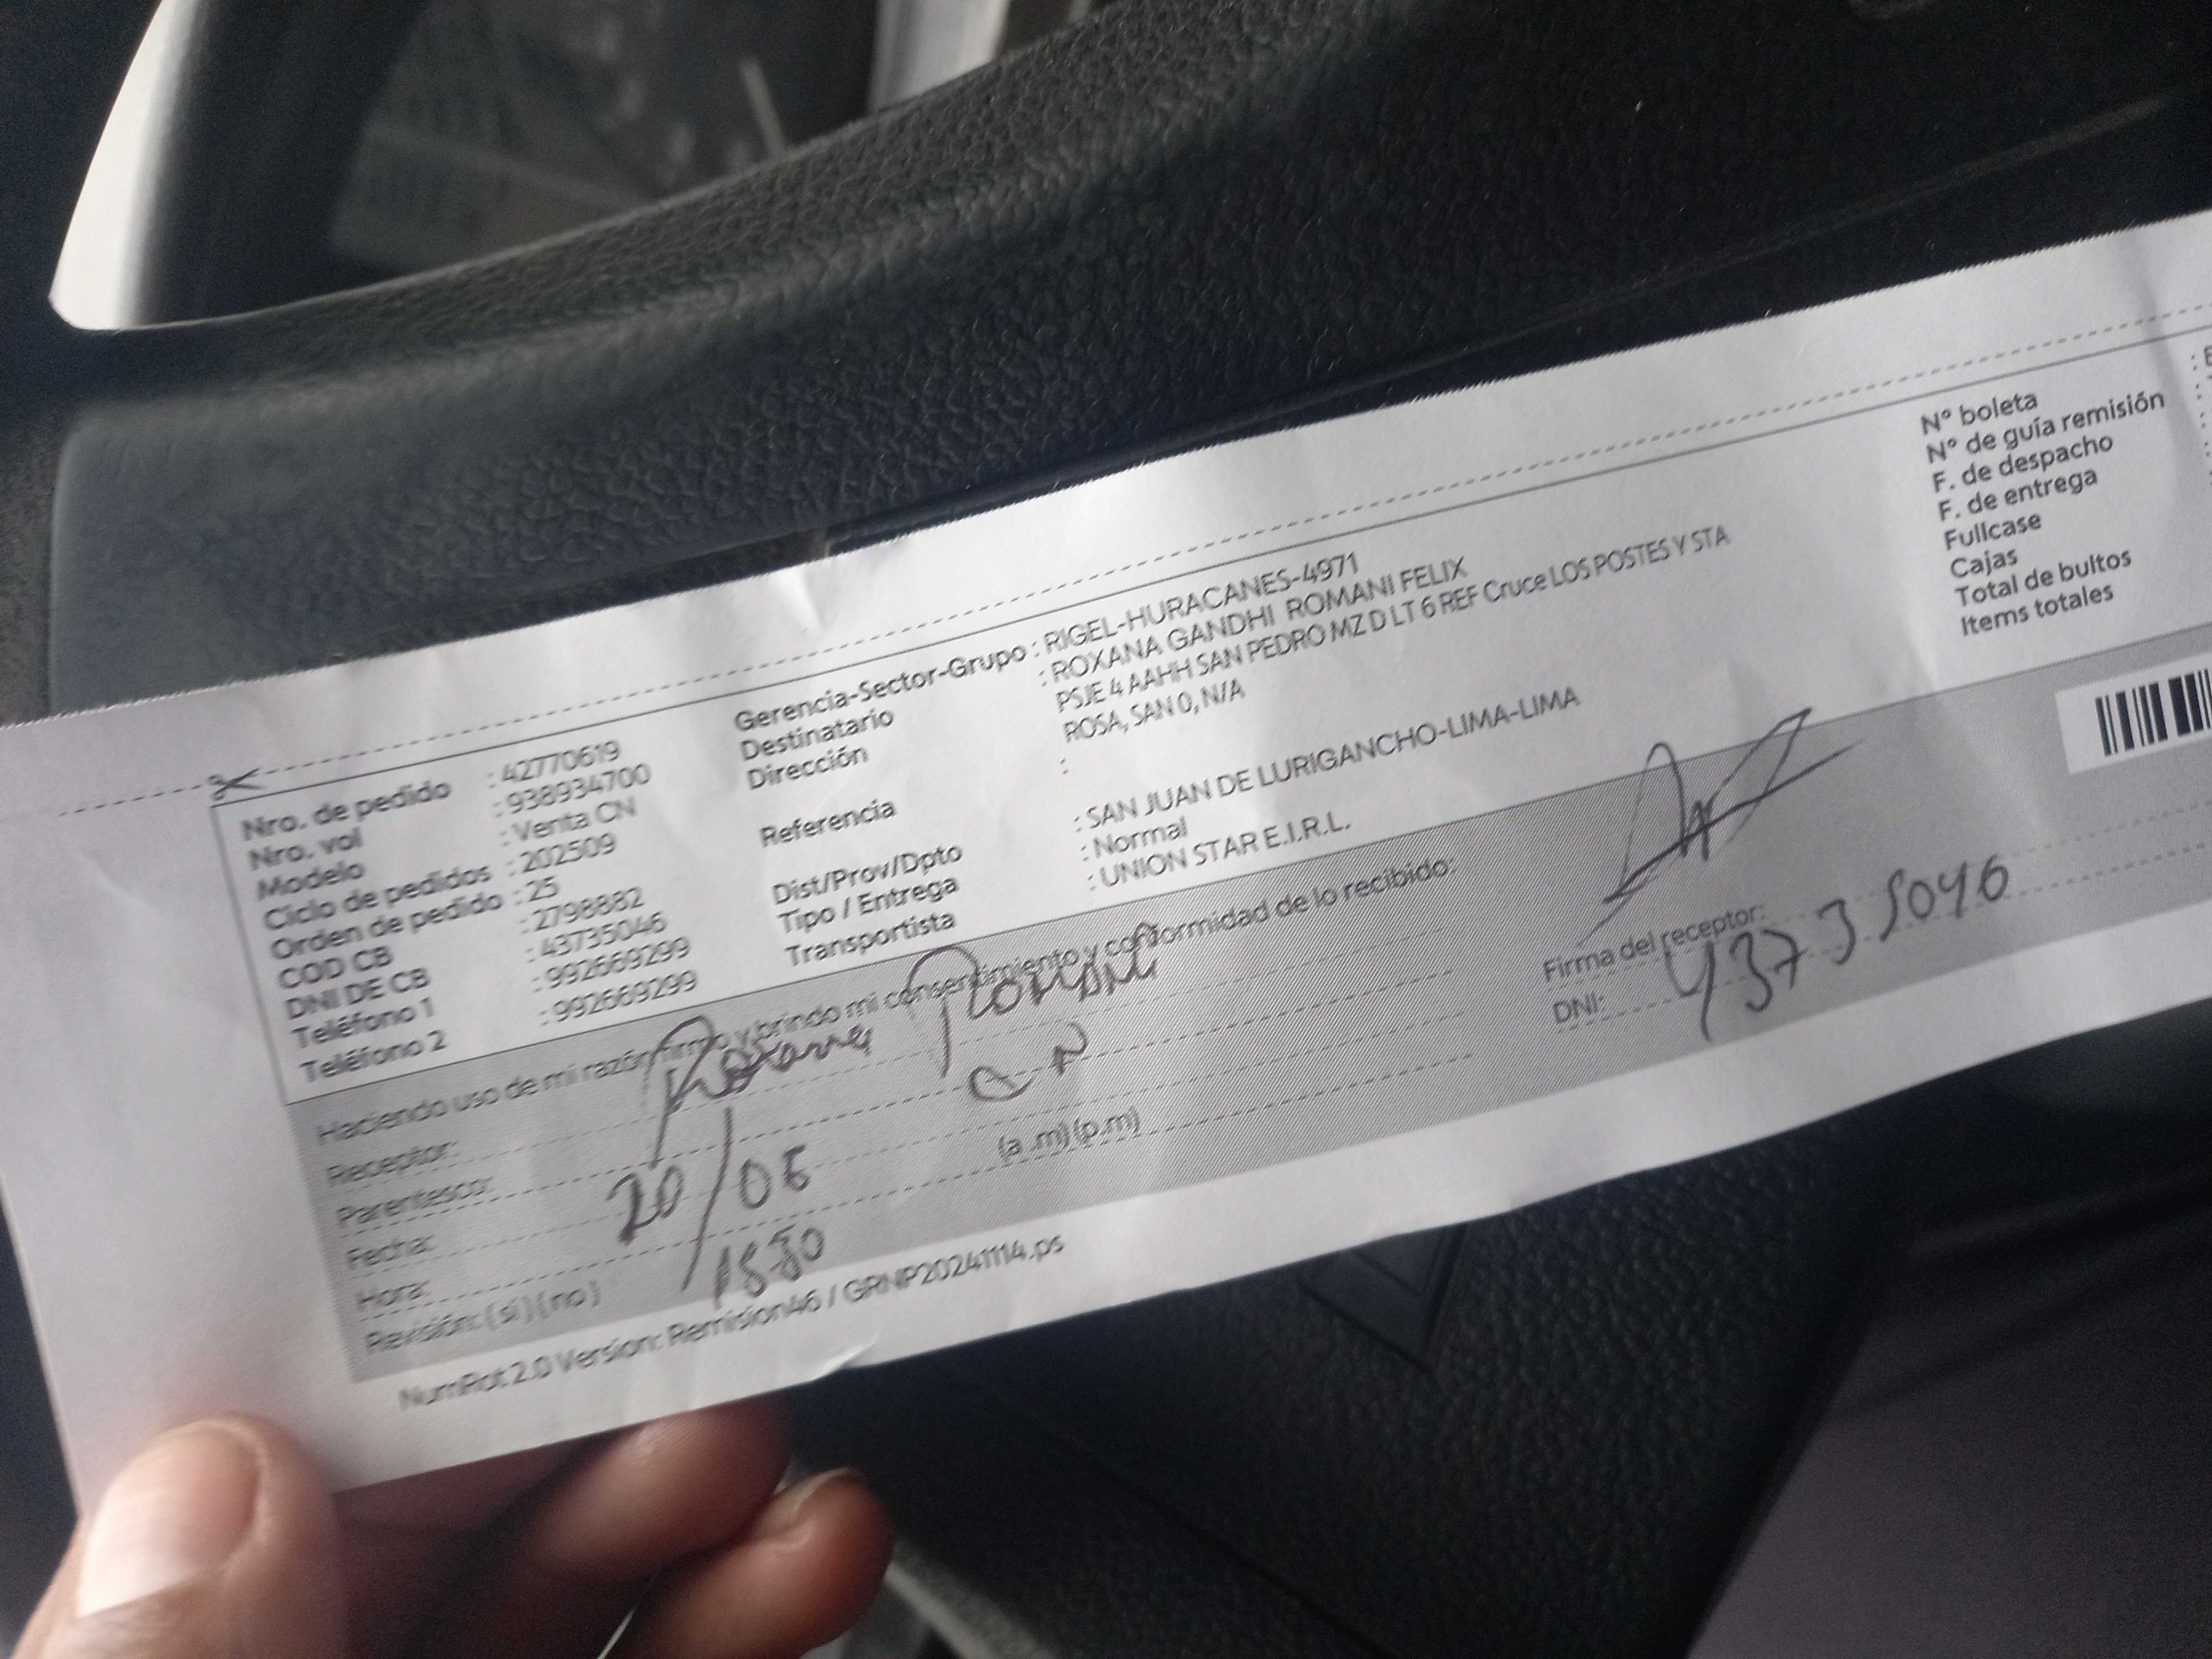 Nro. de pedido : 42770619
Nro. vol : 938934700
Modelo : Venta CN
Ciclo de pedidos : 202509
Orden de pedido : 25
COD CB : 2798882
DNI DE CB : 43735046
Teléfono 1 : 992669299
Teléfono 2 : 992669299
Gerencia-Sector-Grupo : RIGEL-HURACANES-4971
Destinatario : ROXANA GANDHI ROMANI FELIX
Dirección PSJE 4 AAHH SAN PEDRO MZ D LT 6 REF Cruce LOS POSTES Y STA
ROSA, SAN 0, N/A
Referencia :
Dist/Prov/Dpto : SAN JUAN DE LURIGANCHO-LIMA-LIMA
Tipo / Entrega : Normal
Transportista : UNION STAR E.I.R.L.
N° boleta
N° de guía remisión
F. de despacho
F. de entrega
Fullcase
Cajas
Total de bultos
Items totales
Haciendo uso de mi razón firmo y brindo mi consentimiento y conformidad de lo recibido:
Receptor: Roxana Romani
Parentesco:
Fecha: 20/05
Hora: (a .m) (p.m)
Revisión: ( si ) ( no )
Firma del receptor:
DNI: 43735046
NumRot 2.0 Version: Remision46 / GRNP20241114.ps